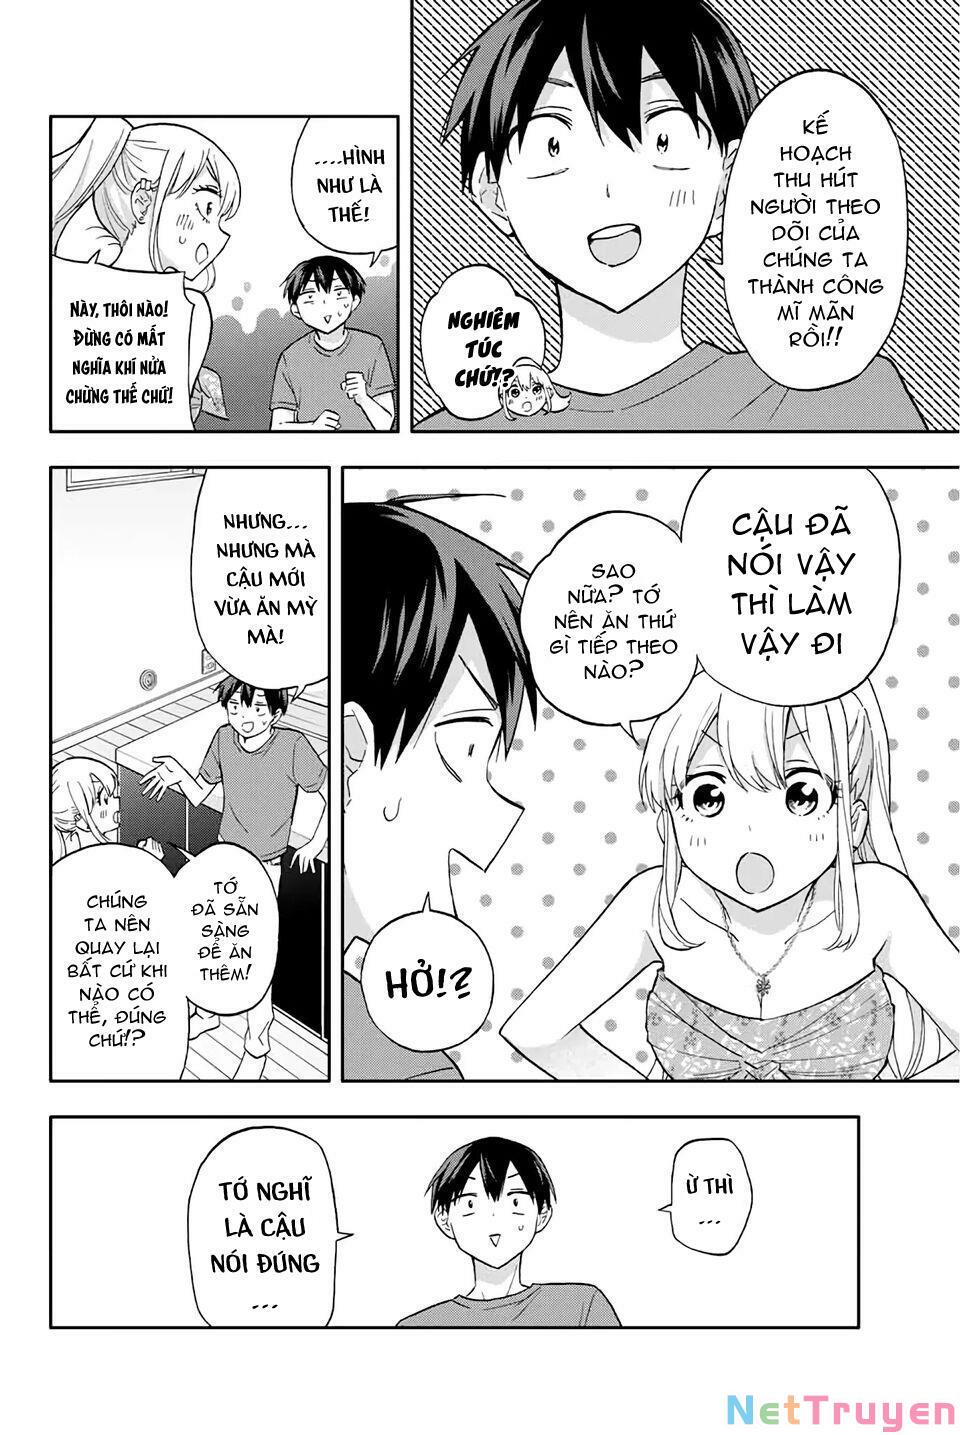 KẾ
HOẠCH
THU HÚT
NGƯỜI THEO
DÕI CỦA
CHÚNG TA
THÀNH CÔNG
MĨ MÃN
RỒI!!
NGHIÊM
TÚC
CHỨ!?
....HÌNH
NHƯ LÀ
THẾ!
NÀY, THÔI NÀO!
ĐỪNG CÓ MẤT
NGHĨA KHÍ NỬA
CHỪNG THẾ CHỨ!
CẬU ĐÃ
NÓI VẬY
THÌ LÀM
VẬY ĐI
SAO
NỮA? TỚ
NÊN ĂN THỨ
GÌ TIẾP THEO
NÀO?
HỞ!?
NHƯNG...
NHƯNG MÀ
CẬU MỚI
VỪA ĂN MỲ
MÀ!
TỚ
ĐÃ SẴN
SÀNG
ĐỂ ĂN
THÊM!
CHÚNG
TA NÊN
QUAY LẠI
BẤT CỨ KHI
NÀO CÓ
THỂ, ĐÚNG
CHỨ!?
Ừ THÌ
...
TỚ NGHĨ
LÀ CẬU
NÓI ĐÚNG
...
NetTruyen